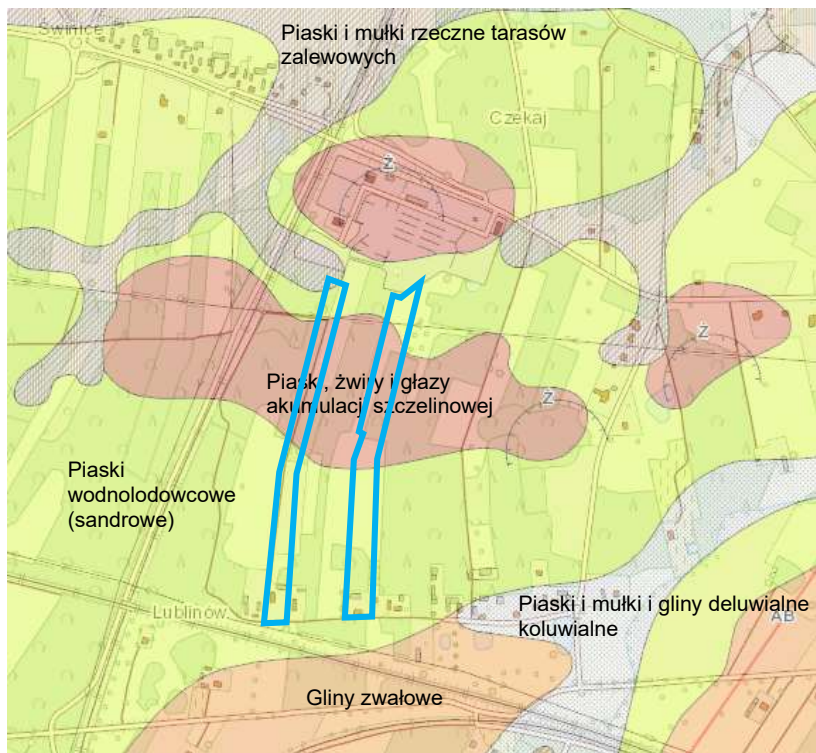 Świnice
Piaski i mułki rzeczne tarasów
zalewowych
Czekaj
Ż
Piaski, żwiry i głazy
akumulacji szczelinowej
Ż
Ż
Piaski
wodnolodowcowe
(sandrowe)
Lublinów
Piaski i mułki i gliny deluwialne
koluwialne
AB
Gliny zwałowe